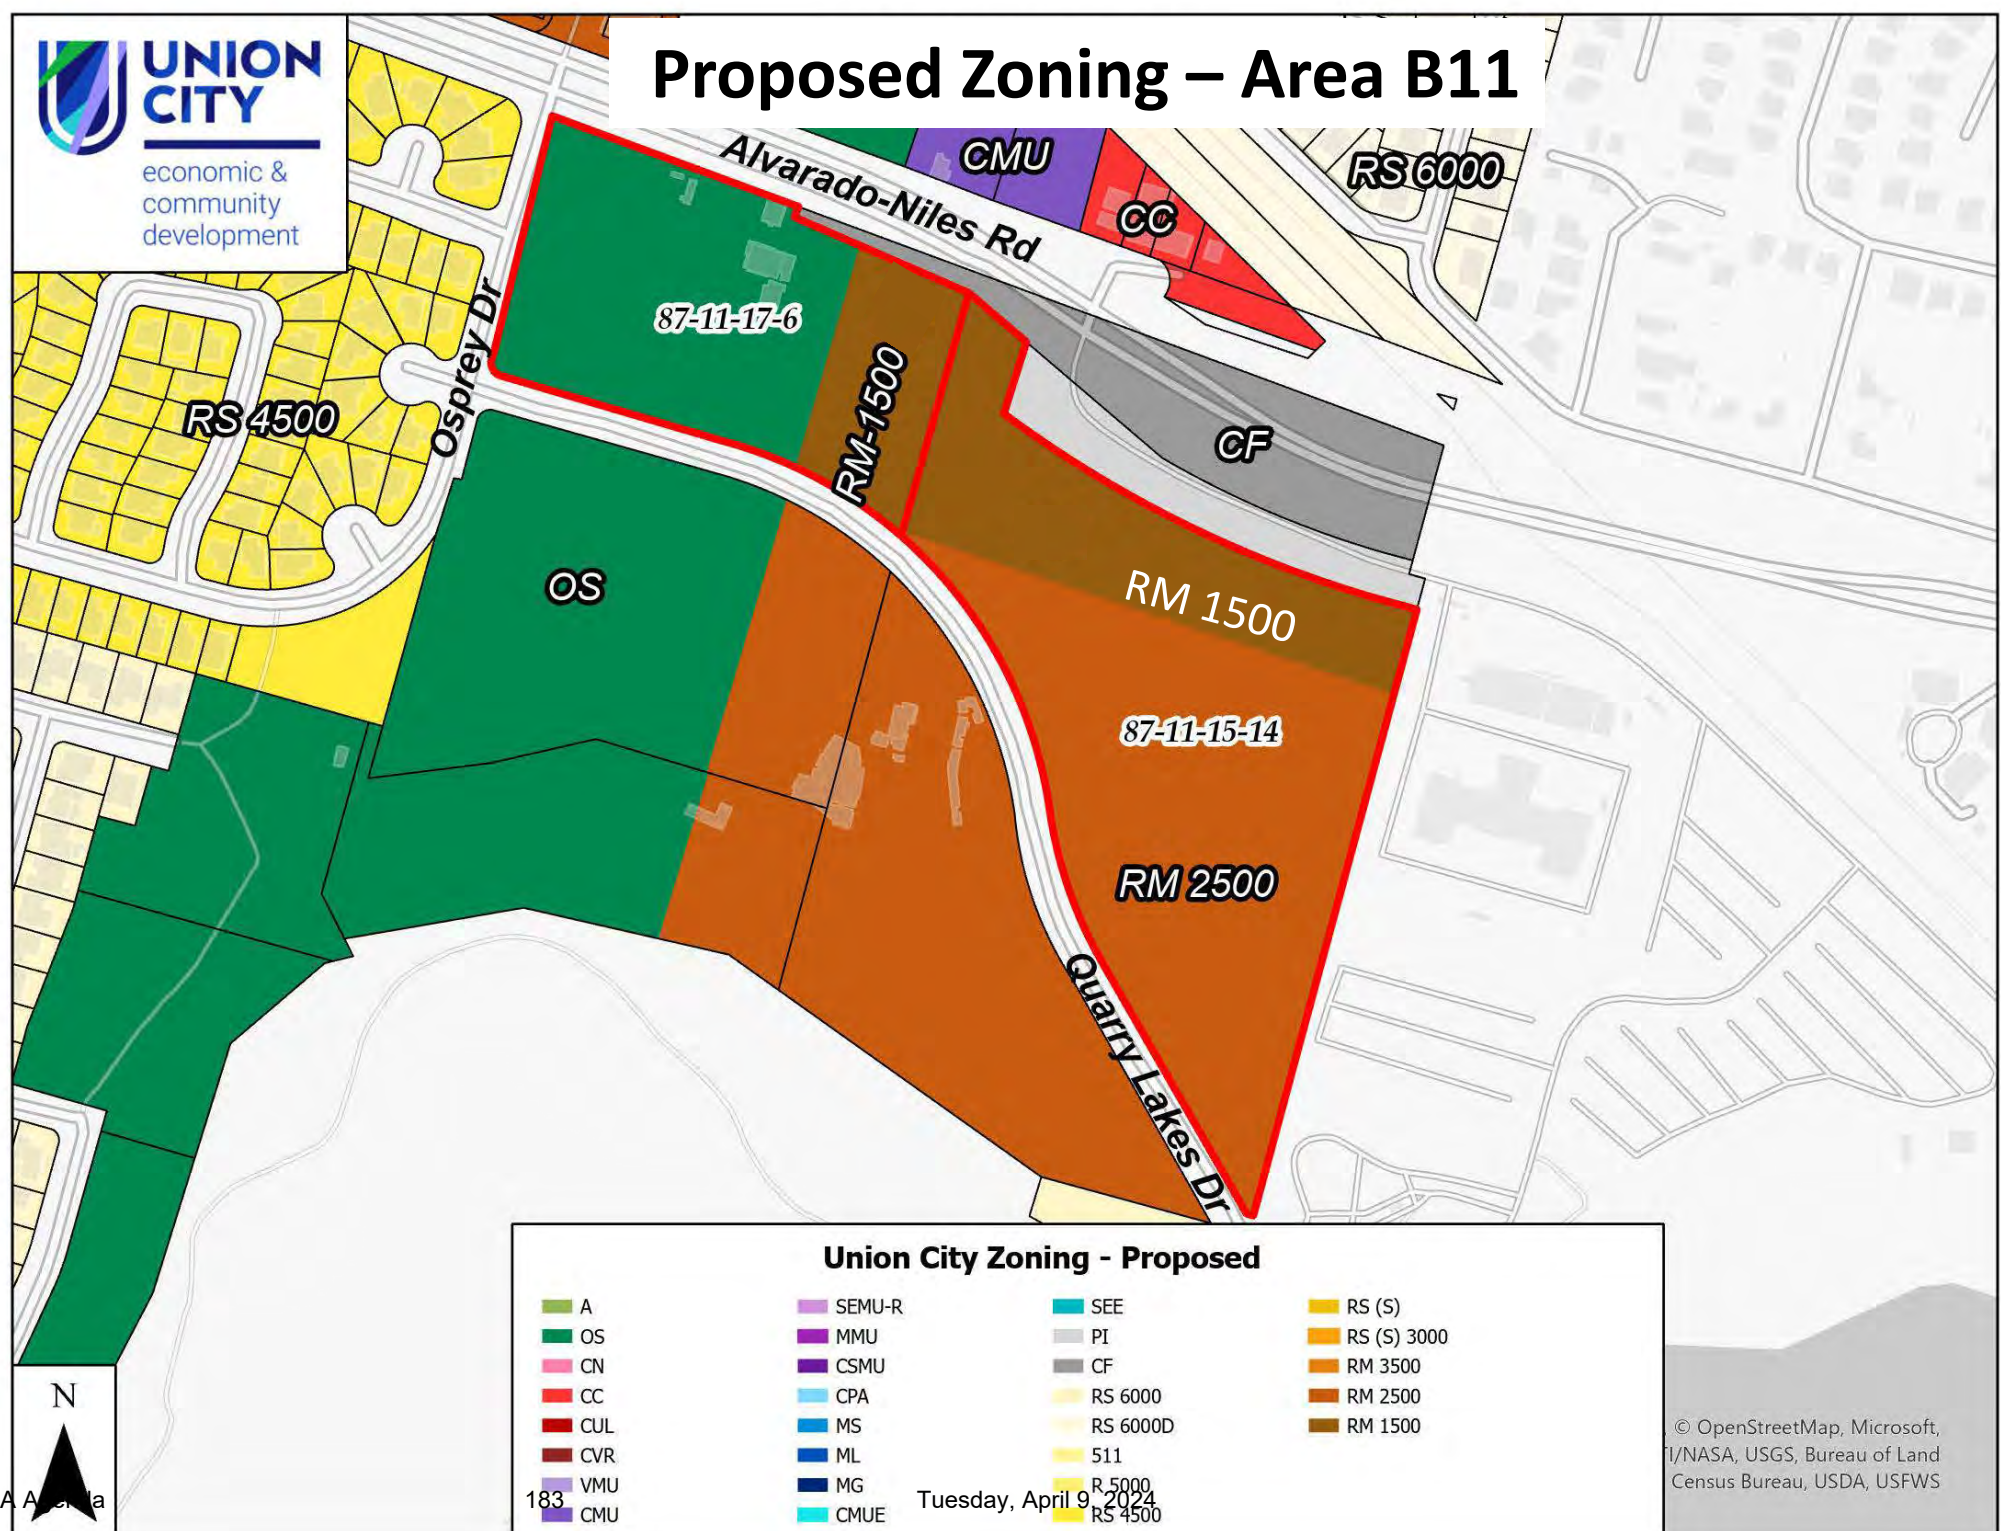 UNION
CITY
economic &
community
development
Proposed Zoning – Area B11
Alvarado-Niles Rd
CMU
CC
RS 6000
Osprey Dr
87-11-17-6
RM-1500
RS 4500
CF
OS
RM 1500
87-11-15-14
RM 2500
Quarry Lakes Dr
Union City Zoning - Proposed
A
OS
CN
CC
CUL
CVR
VMU
CMU
SEMU-R
MMU
CSMU
CPA
MS
ML
MG
CMUE
SEE
PI
CF
RS 6000
RS 6000D
511
R 5000
RS 4500
RS (S)
RS (S) 3000
RM 3500
RM 2500
RM 1500
N
© OpenStreetMap, Microsoft,
I/NASA, USGS, Bureau of Land
Census Bureau, USDA, USFWS
183
Tuesday, April 9, 2024